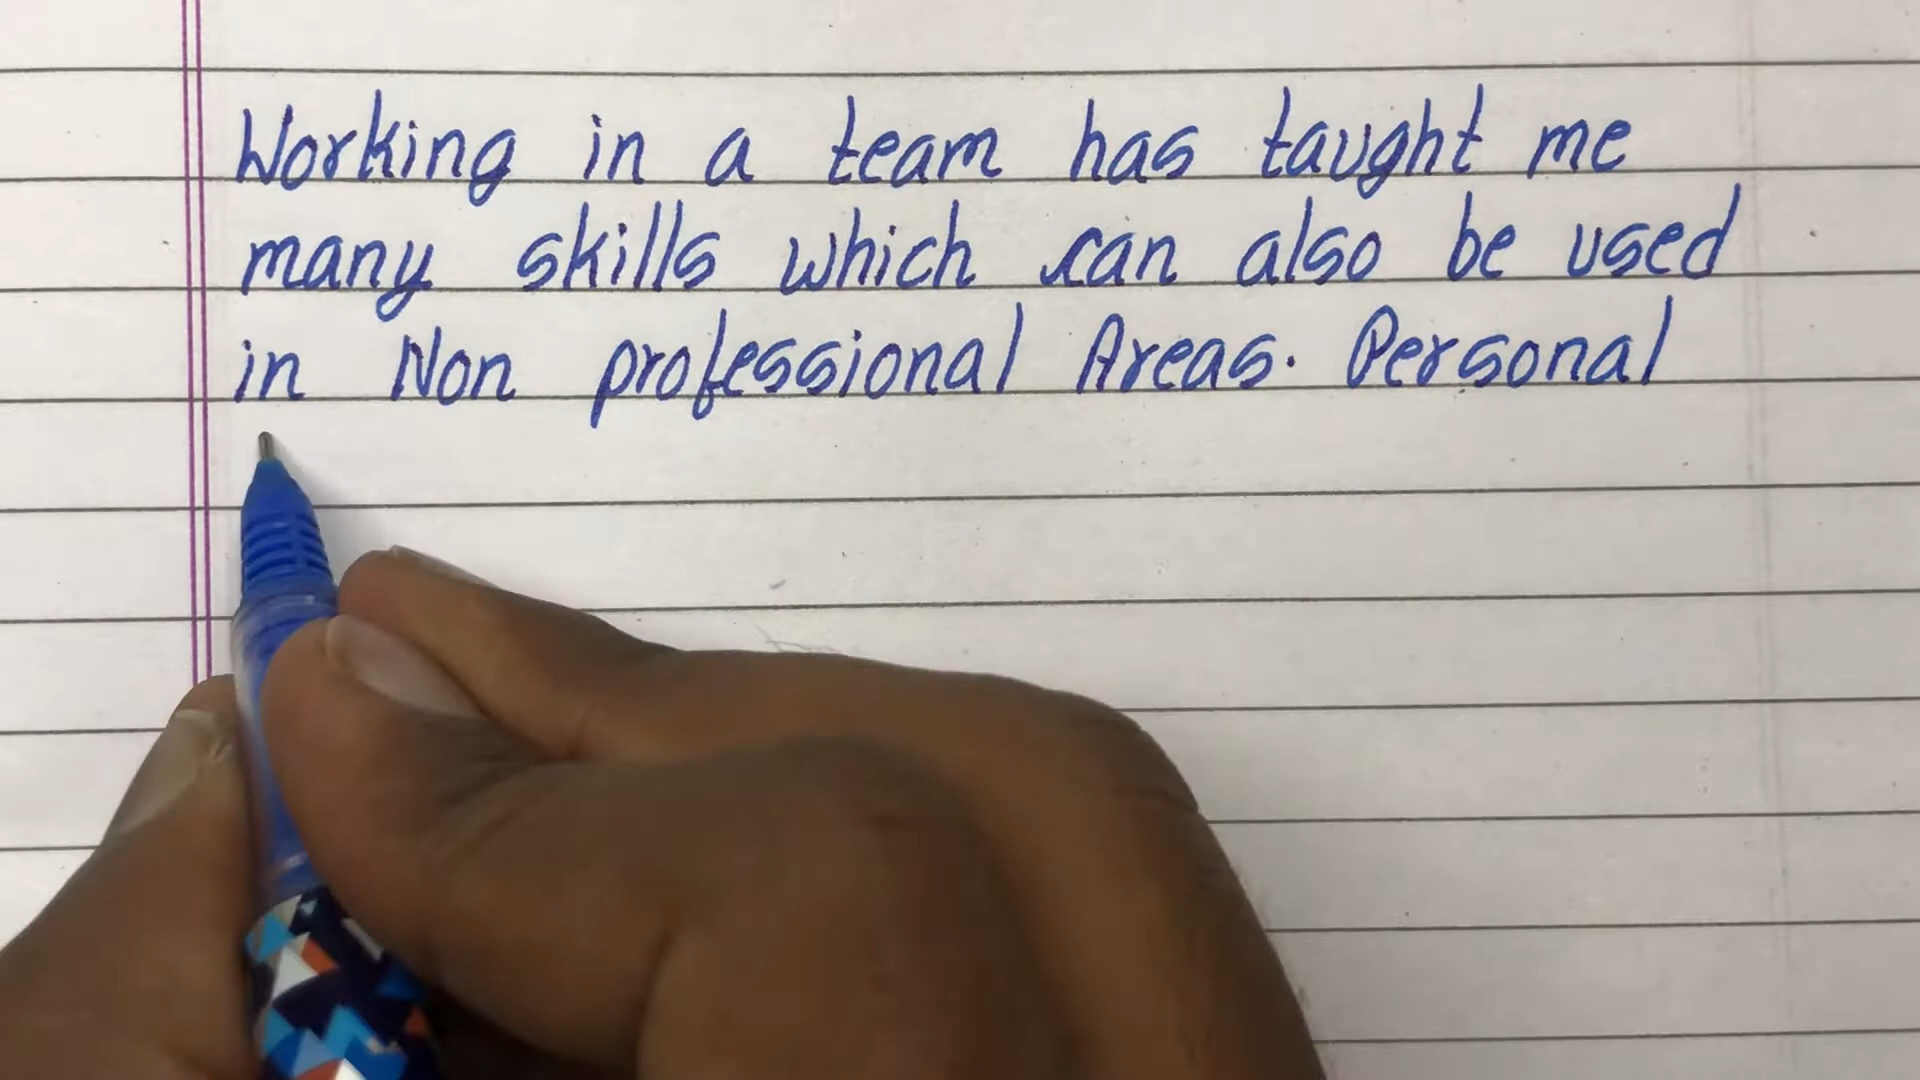 Working in a team has taught me
many skills which can also be used
in Non professional Areas. Personal